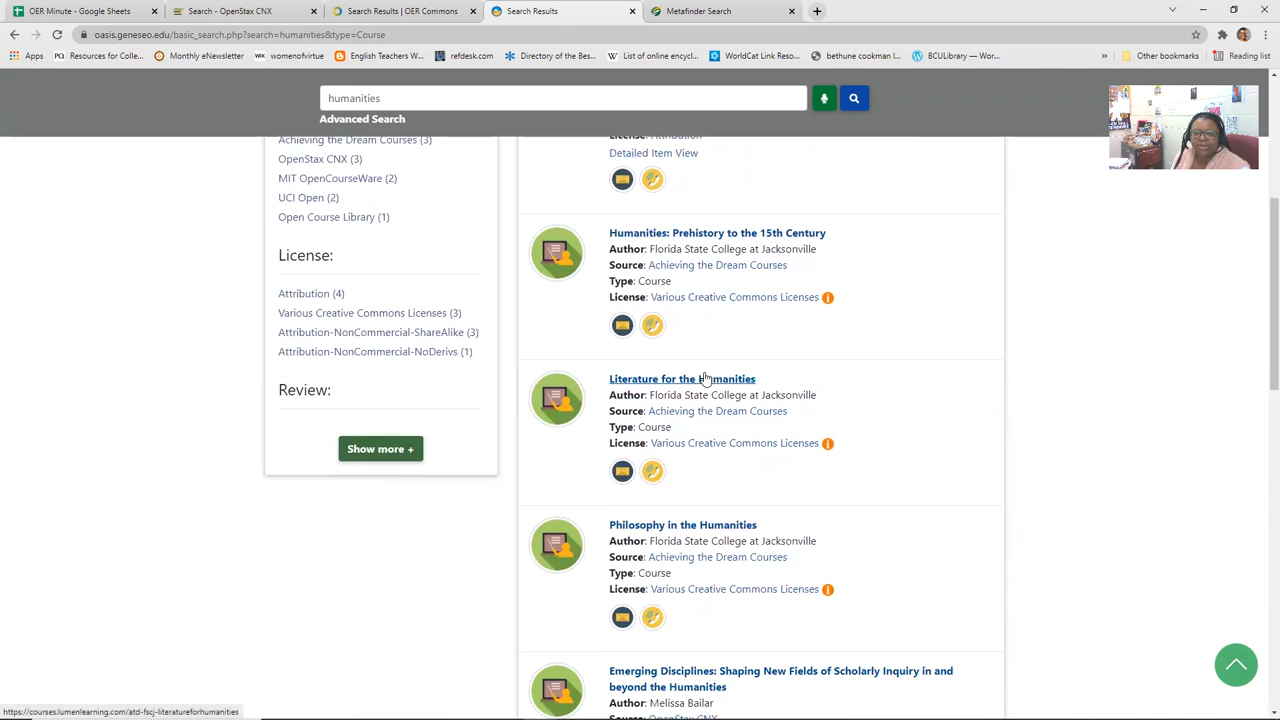 OER Minute - Google Sheets
Search - OpenStax CNX
Search Results | OER Commons
Search Results
Metafinder Search
oasis.geneseo.edu/basic_search.php?search=humanities&type=Course
Apps
Resources for Colle...
Monthly eNewsletter
womenofvirtue
English Teachers W...
refdesk.com
Directory of the Bes...
List of online encycl...
WorldCat Link Reso...
bethune cookman l...
BCULibrary — Wor...
»
Other bookmarks
Reading list
humanities
Advanced Search
Achieving the Dream Courses (3)
OpenStax CNX (3)
MIT OpenCourseWare (2)
UCI Open (2)
Open Course Library (1)
License:
Attribution (4)
Various Creative Commons Licenses (3)
Attribution-NonCommercial-ShareAlike (3)
Attribution-NonCommercial-NoDerivs (1)
Review:
Show more +
License: Attribution
Detailed Item View
Humanities: Prehistory to the 15th Century
Author: Florida State College at Jacksonville
Source: Achieving the Dream Courses
Type: Course
License: Various Creative Commons Licenses
Literature for the Humanities
Author: Florida State College at Jacksonville
Source: Achieving the Dream Courses
Type: Course
License: Various Creative Commons Licenses
Philosophy in the Humanities
Author: Florida State College at Jacksonville
Source: Achieving the Dream Courses
Type: Course
License: Various Creative Commons Licenses
Emerging Disciplines: Shaping New Fields of Scholarly Inquiry in and
beyond the Humanities
Author: Melissa Bailar
Source: OpenStax CNX
https://courses.lumenlearning.com/atd-fscj-literatureforhumanities